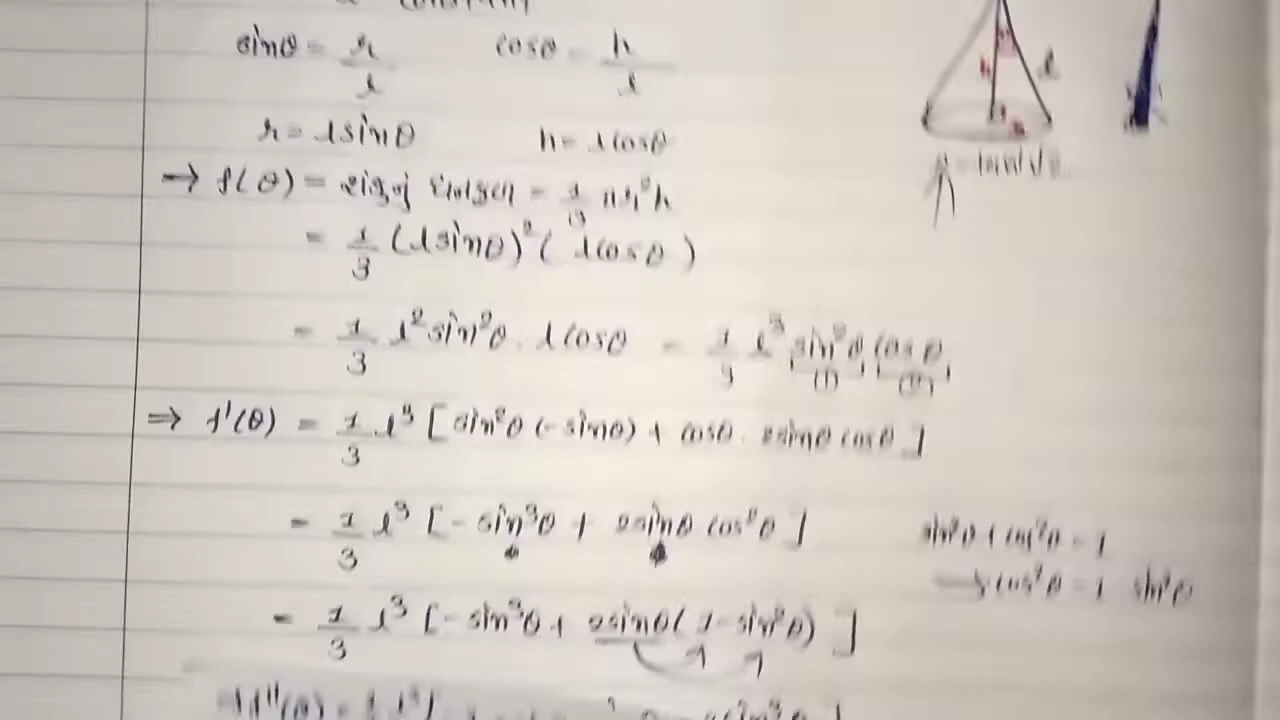 sinθ = r/l cosθ = h/l
r = l sinθ h = l cosθ
→ f(θ) = = 1/3 πr²h
= 1/3 (l sinθ)² (l cosθ)
= 1/3 l² sin²θ . l cosθ = 1/3 l³ sin²θ cosθ
(I) (II)
⇒ f'(θ) = 1/3 l³ [ sin²θ (-sinθ) + cosθ . 2sinθ cosθ ]
= 1/3 l³ [ - sin³θ + 2sinθ cos²θ ]
sin²θ + cos²θ = 1
→ cos²θ = 1 - sin²θ
= 1/3 l³ [ - sin³θ + 2sinθ ( 1 - sin²θ ) ]